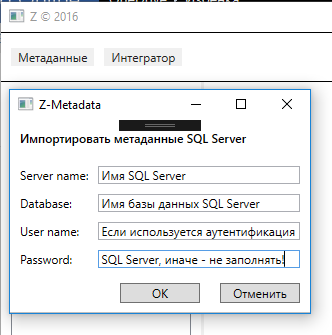 Z © 2016
Метаданные Интегратор
Z-Metadata
Импортировать метаданные SQL Server
Server name: Имя SQL Server
Database: Имя базы данных SQL Server
User name: Если используется аутентификация
Password: SQL Server, иначе - не заполнять!
OK Отменить